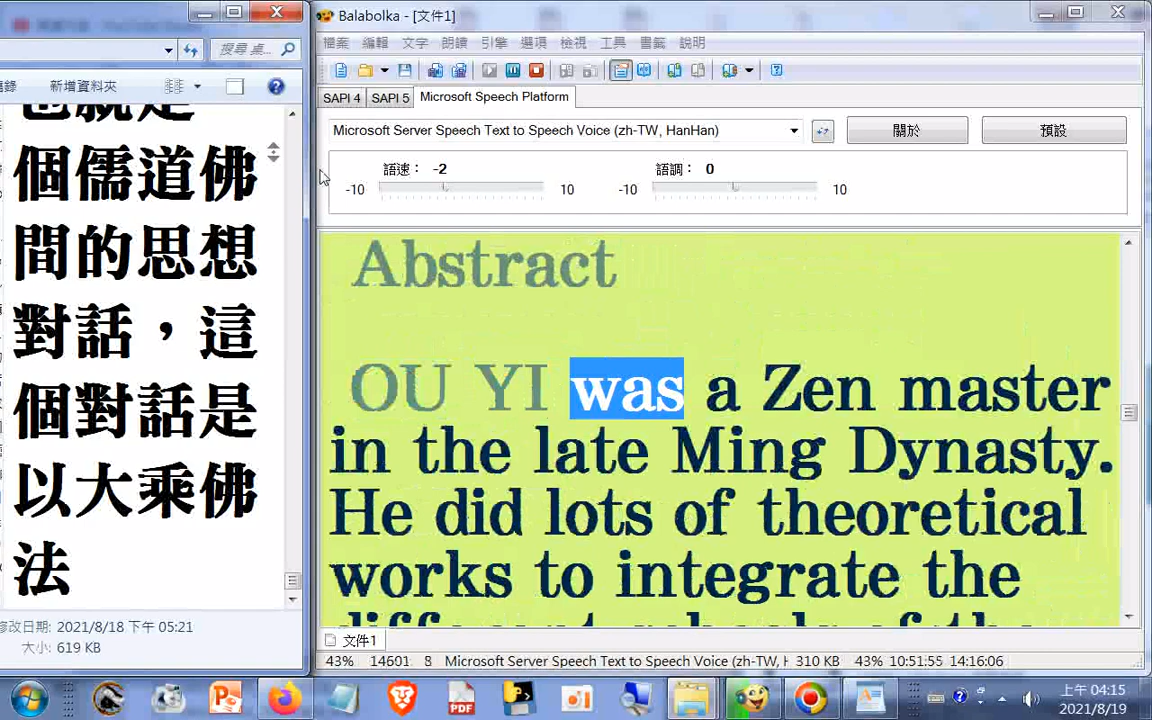 Balabolka - [文件1]
搜尋 桌...
檔案 編輯 文字 朗讀 引擎 選項 檢視 工具 書籤 說明
新增資料夾
SAPI 4 SAPI 5 Microsoft Speech Platform
Microsoft Server Speech Text to Speech Voice (zh-TW, HanHan) 關於 預設
語速： -2 語調： 0
-10 10 -10 10
個儒道佛
間的思想
對話，這
個對話是
以大乘佛
法
修改日期: 2021/8/18 下午 05:21
大小: 619 KB
Abstract
OU YI was a Zen master
in the late Ming Dynasty.
He did lots of theoretical
works to integrate the
文件1
43% 14601 8 Microsoft Server Speech Text to Speech Voice (zh-TW, H 310 KB 43% 10:51:55 14:16:06
上午 04:15
2021/8/19